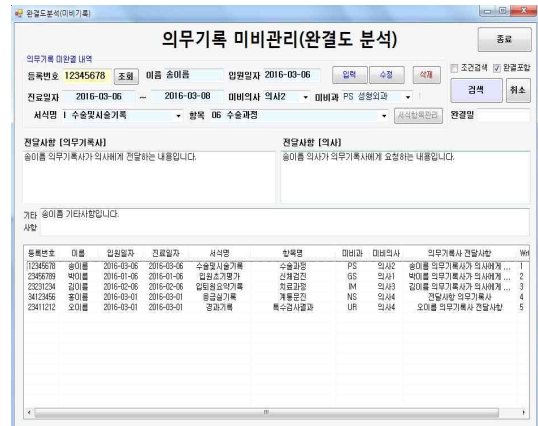 완결도분석(미비기록)
의무기록 미비관리(완결도 분석)
종료
의무기록 미완결 내역
등록번호 12345678 조회 이름 송이름 입원일자 2016-03-06 입력 수정 삭제
조건검색 완결포함
진료일자 2016-03-06 ~ 2016-03-08 미비의사 의사2 미비과 PS 성형외과
검색 취소
서식명 I 수술및시술기록 항목 06 수술과정 서식항목관리 완결일
전달사항 [의무기록사] 전달사항 [의사]
송이름 의무기록사가 의사에게 전달하는 내용입니다. 송이름 의사가 의무기록사에게 요청하는 내용입니다.
기타 사항 송이름 기타사항입니다.
등록번호 이름 입원일자 진료일자 서식명 항목명 미비과 미비의사 의무기록사 전달사항 Wri
12345678 송이름 2016-03-06 2016-03-06 수술및시술기록 수술과정 PS 의사2 송이름 의무기록사가 의사에게 ... 1
23456789 박이름 2016-01-06 2016-01-06 입원초기평가 신체검진 GS 의사1 박이름 의무기록사가 의사에게 ... 2
23231234 김이름 2016-02-06 2016-02-06 입퇴원요약기록 치료과정 IM 의사3 김이름 의무기록사가 의사에게 ... 3
34123456 홍이름 2016-03-01 2016-03-01 응급실기록 계통문진 NS 의사4 전달사항 의무기록사 4
23411212 오이름 2016-03-01 2016-03-01 경과기록 특수검사결과 UR 의사4 오이름 의무기록사 전달사항 5